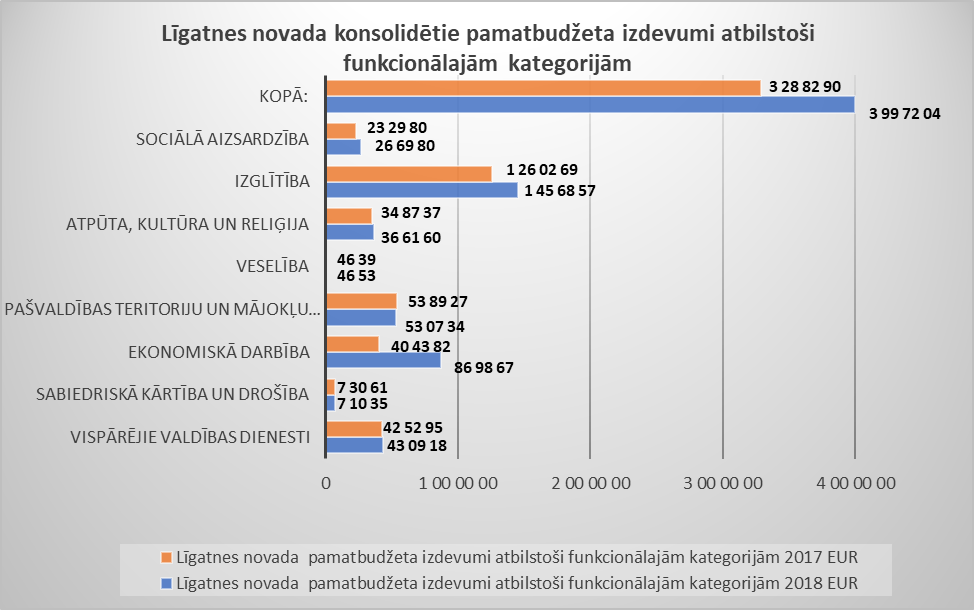 Līgatnes novada konsolidētie pamatbudžeta izdevumi atbilstoši
funkcionālajām kategorijām
KOPĀ:
3 28 82 90
3 99 72 04
SOCIĀLĀ AIZSARDZĪBA
23 29 80
26 69 80
IZGLĪTĪBA
1 26 02 69
1 45 68 57
ATPŪTA, KULTŪRA UN RELIĢIJA
34 87 37
36 61 60
VESELĪBA
46 39
46 53
PAŠVALDĪBAS TERITORIJU UN MĀJOKĻU...
53 89 27
53 07 34
EKONOMISKĀ DARBĪBA
40 43 82
86 98 67
SABIEDRISKĀ KĀRTĪBA UN DROŠĪBA
7 30 61
7 10 35
VISPĀRĒJIE VALDĪBAS DIENESTI
42 52 95
43 09 18
0 1 00 00 00 2 00 00 00 3 00 00 00 4 00 00 00
Līgatnes novada pamatbudžeta izdevumi atbilstoši funkcionālajām kategorijām 2017 EUR
Līgatnes novada pamatbudžeta izdevumi atbilstoši funkcionālajām kategorijām 2018 EUR